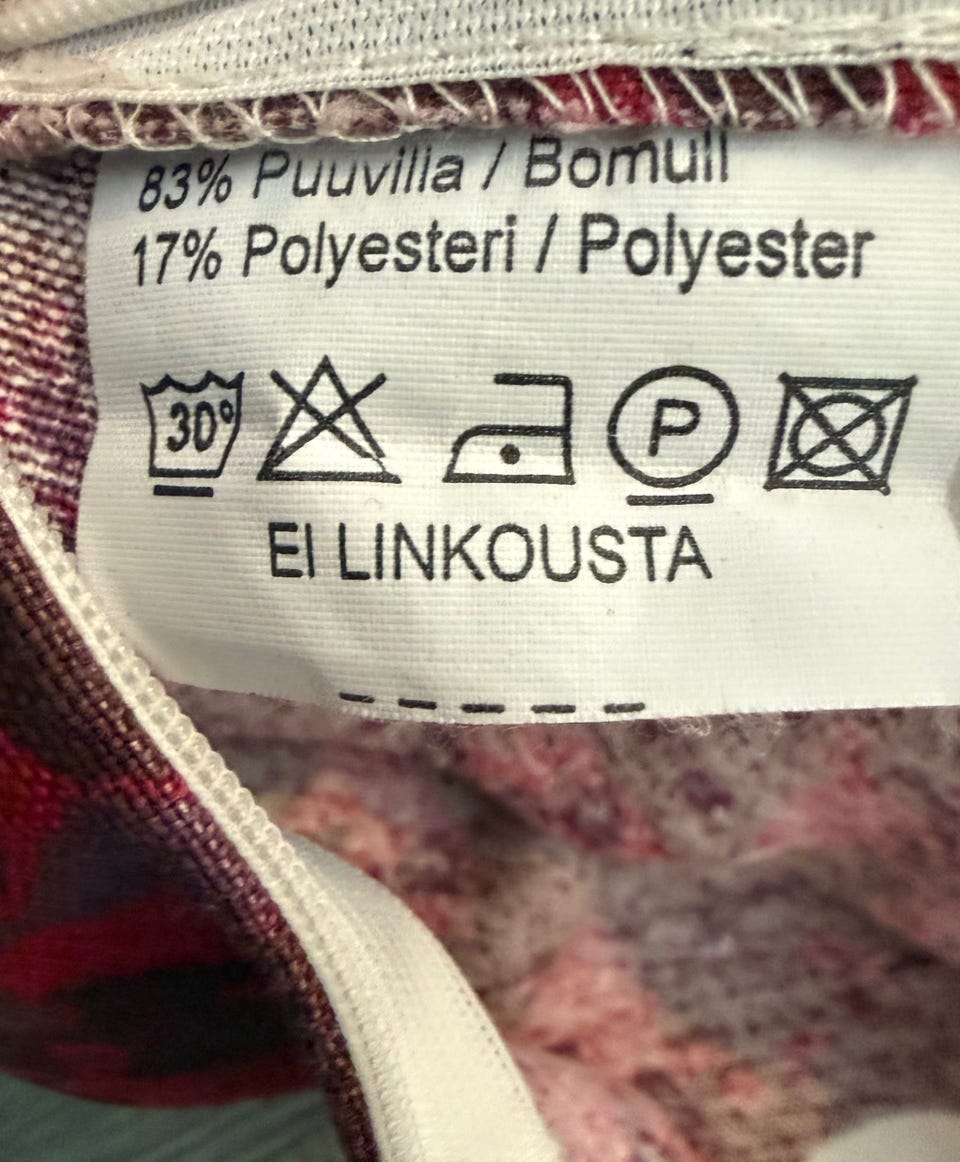 83% Puuvilla / Bomull
17% Polyesteri / Polyester
30°
P
EI LINKOUSTA